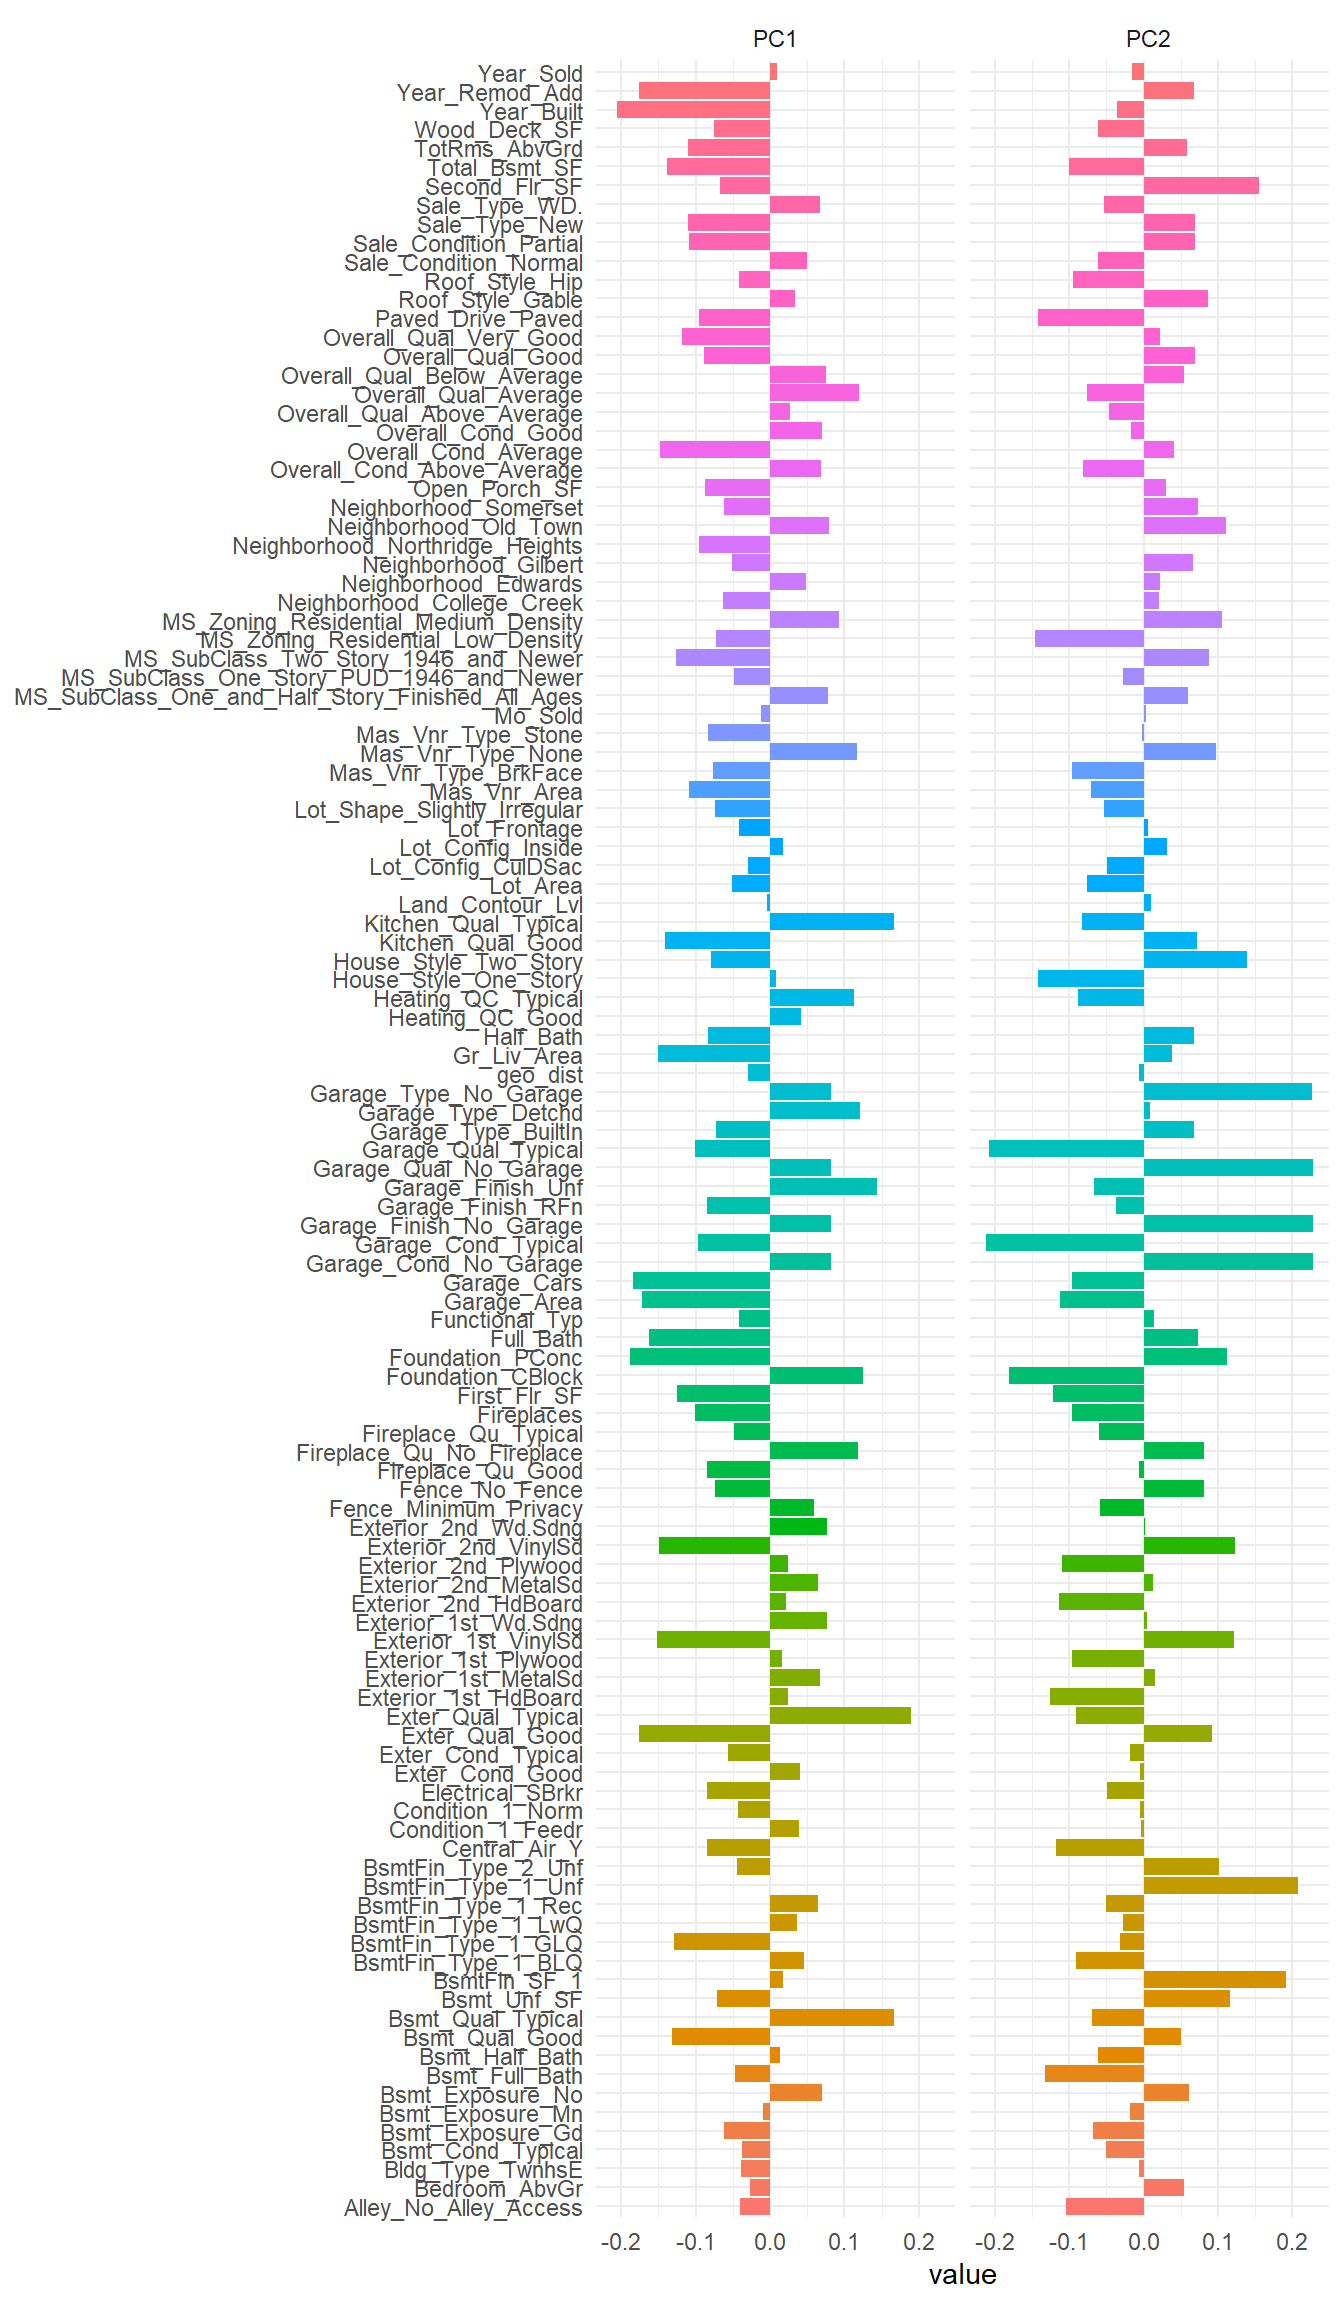 PC1
PC2
Year_Sold
Year_Remod_Add
Year_Built
Wood_Deck_SF
TotRms_AbvGrd
Total_Bsmt_SF
Second_Flr_SF
Sale_Type_WD.
Sale_Type_New
Sale_Condition_Partial
Sale_Condition_Normal
Roof_Style_Hip
Roof_Style_Gable
Paved_Drive_Paved
Overall_Qual_Very_Good
Overall_Qual_Good
Overall_Qual_Below_Average
Overall_Qual_Average
Overall_Qual_Above_Average
Overall_Cond_Good
Overall_Cond_Average
Overall_Cond_Above_Average
Open_Porch_SF
Neighborhood_Somerset
Neighborhood_Old_Town
Neighborhood_Northridge_Heights
Neighborhood_Gilbert
Neighborhood_Edwards
Neighborhood_College_Creek
MS_Zoning_Residential_Medium_Density
MS_Zoning_Residential_Low_Density
MS_SubClass_Two_Story_1946_and_Newer
MS_SubClass_One_Story_PUD_1946_and_Newer
MS_SubClass_One_and_Half_Story_Finished_All_Ages
Mo_Sold
Mas_Vnr_Type_Stone
Mas_Vnr_Type_None
Mas_Vnr_Type_BrkFace
Mas_Vnr_Area
Lot_Shape_Slightly_Irregular
Lot_Frontage
Lot_Config_Inside
Lot_Config_CulDSac
Lot_Area
Land_Contour_Lvl
Kitchen_Qual_Typical
Kitchen_Qual_Good
House_Style_Two_Story
House_Style_One_Story
Heating_QC_Typical
Heating_QC_Good
Half_Bath
Gr_Liv_Area
geo_dist
Garage_Type_No_Garage
Garage_Type_Detchd
Garage_Type_BuiltIn
Garage_Qual_Typical
Garage_Qual_No_Garage
Garage_Finish_Unf
Garage_Finish_RFn
Garage_Finish_No_Garage
Garage_Cond_Typical
Garage_Cond_No_Garage
Garage_Cars
Garage_Area
Functional_Typ
Full_Bath
Foundation_PConc
Foundation_CBlock
First_Flr_SF
Fireplaces
Fireplace_Qu_Typical
Fireplace_Qu_No_Fireplace
Fireplace_Qu_Good
Fence_No_Fence
Fence_Minimum_Privacy
Exterior_2nd_Wd.Sdng
Exterior_2nd_VinylSd
Exterior_2nd_Plywood
Exterior_2nd_MetalSd
Exterior_2nd_HdBoard
Exterior_1st_Wd.Sdng
Exterior_1st_VinylSd
Exterior_1st_Plywood
Exterior_1st_MetalSd
Exterior_1st_HdBoard
Exter_Qual_Typical
Exter_Qual_Good
Exter_Cond_Typical
Exter_Cond_Good
Electrical_SBrkr
Condition_1_Norm
Condition_1_Feedr
Central_Air_Y
BsmtFin_Type_2_Unf
BsmtFin_Type_1_Unf
BsmtFin_Type_1_Rec
BsmtFin_Type_1_LwQ
BsmtFin_Type_1_GLQ
BsmtFin_Type_1_BLQ
BsmtFin_SF_1
Bsmt_Unf_SF
Bsmt_Qual_Typical
Bsmt_Qual_Good
Bsmt_Half_Bath
Bsmt_Full_Bath
Bsmt_Exposure_No
Bsmt_Exposure_Mn
Bsmt_Exposure_Gd
Bsmt_Cond_Typical
Bldg_Type_TwnhsE
Bedroom_AbvGr
Alley_No_Alley_Access
-0.2 -0.1 0.0 0.1 0.2
-0.2 -0.1 0.0 0.1 0.2
value